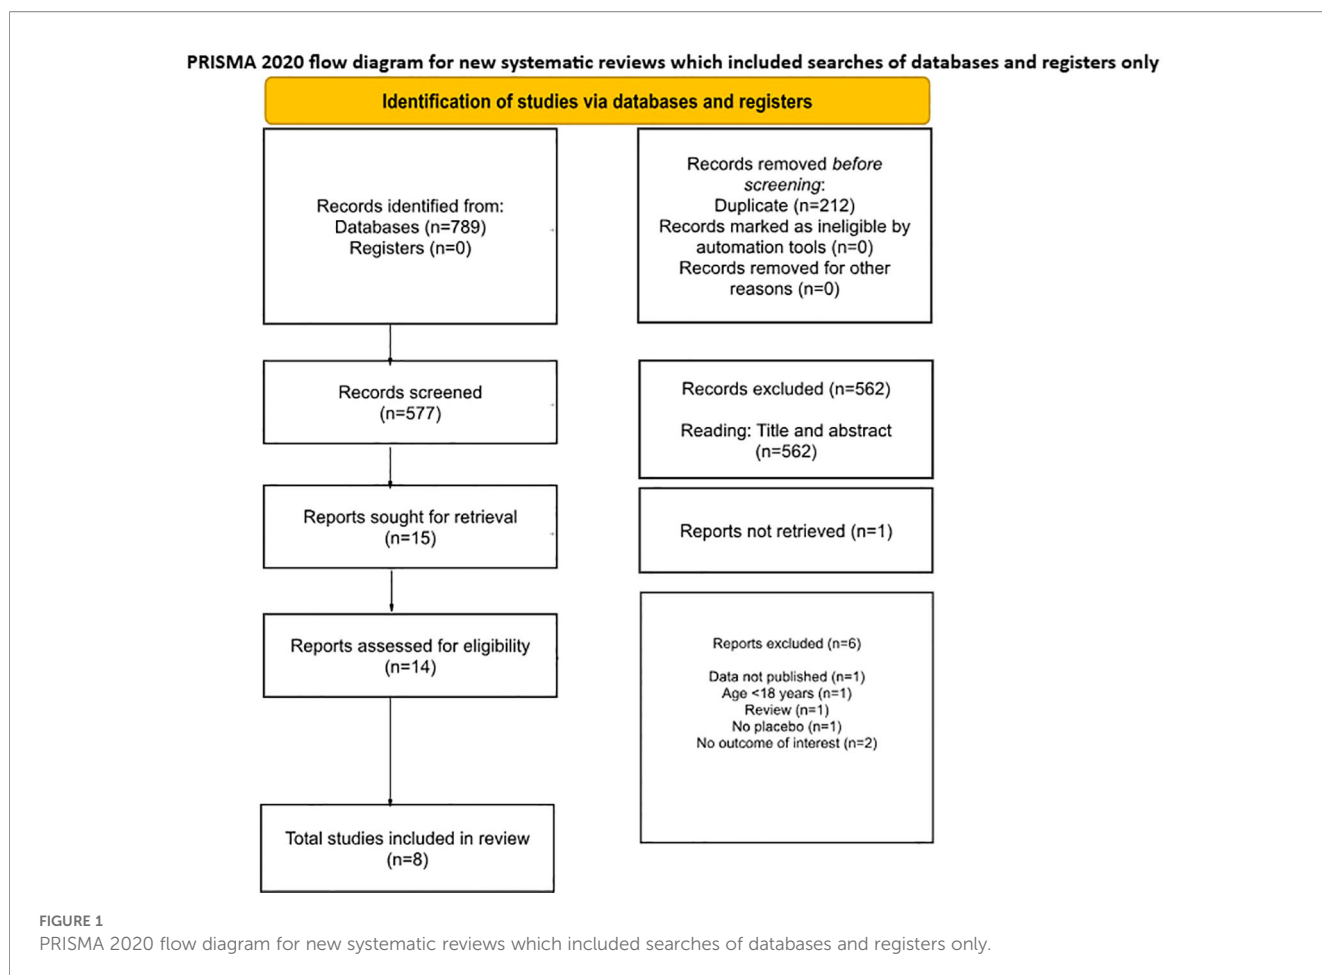 PRISMA 2020 flow diagram for new systematic reviews which included searches of databases and registers only
Identification of studies via databases and registers
Records identified from:
Databases (n=789)
Registers (n=0)
Records removed before
screening:
Duplicate (n=212)
Records marked as ineligible by
automation tools (n=0)
Records removed for other
reasons (n=0)
Records screened
(n=577)
Records excluded (n=562)
Reading: Title and abstract
(n=562)
Reports sought for retrieval
(n=15)
Reports not retrieved (n=1)
Reports assessed for eligibility
(n=14)
Reports excluded (n=6)
Data not published (n=1)
Age <18 years (n=1)
Review (n=1)
No placebo (n=1)
No outcome of interest (n=2)
Total studies included in review
(n=8)
FIGURE 1
PRISMA 2020 flow diagram for new systematic reviews which included searches of databases and registers only.